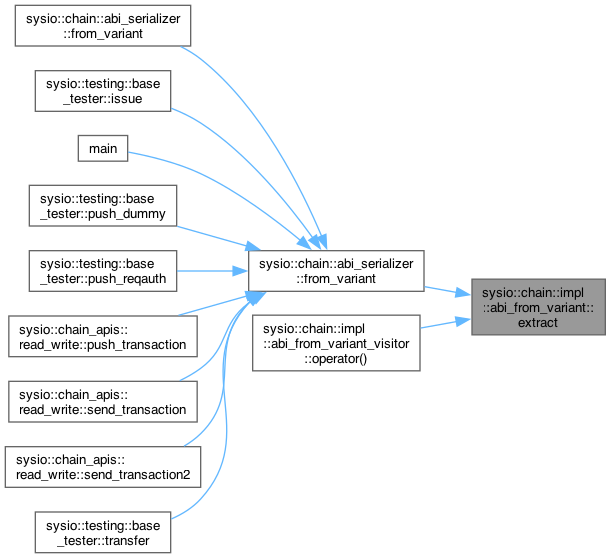 sysio::chain::abi_serializer
::from_variant
sysio::testing::base
_tester::issue
main
sysio::testing::base
_tester::push_dummy
sysio::testing::base
_tester::push_reqauth
sysio::chain_apis::
read_write::push_transaction
sysio::chain_apis::
read_write::send_transaction
sysio::chain_apis::
read_write::send_transaction2
sysio::testing::base
_tester::transfer
sysio::chain::abi_serializer
::from_variant
sysio::chain::impl
::abi_from_variant_visitor
::operator()
sysio::chain::impl
::abi_from_variant::
extract